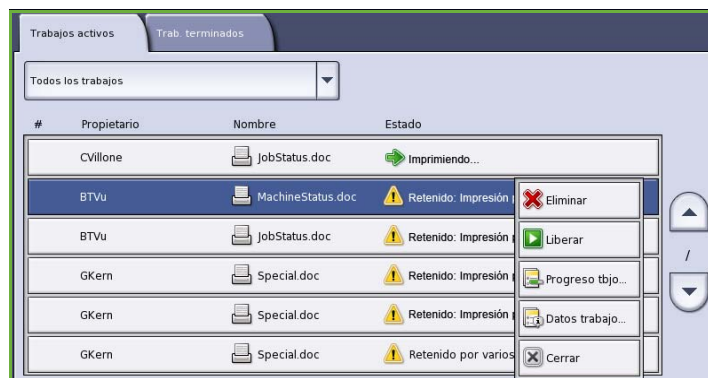 Trabajos activos Trab. terminados
Todos los trabajos
# Propietario Nombre Estado
CVillone JobStatus.doc Imprimiendo...
BTVu MachineStatus.doc Retenido: Impresión p
Eliminar
BTVu JobStatus.doc Retenido: Impresión p
Liberar
/
GKern Special.doc Retenido: Impresión p
Progreso tbjo...
GKern Special.doc Retenido: Impresión p
Datos trabajo...
GKern Special.doc Retenido por varios
Cerrar